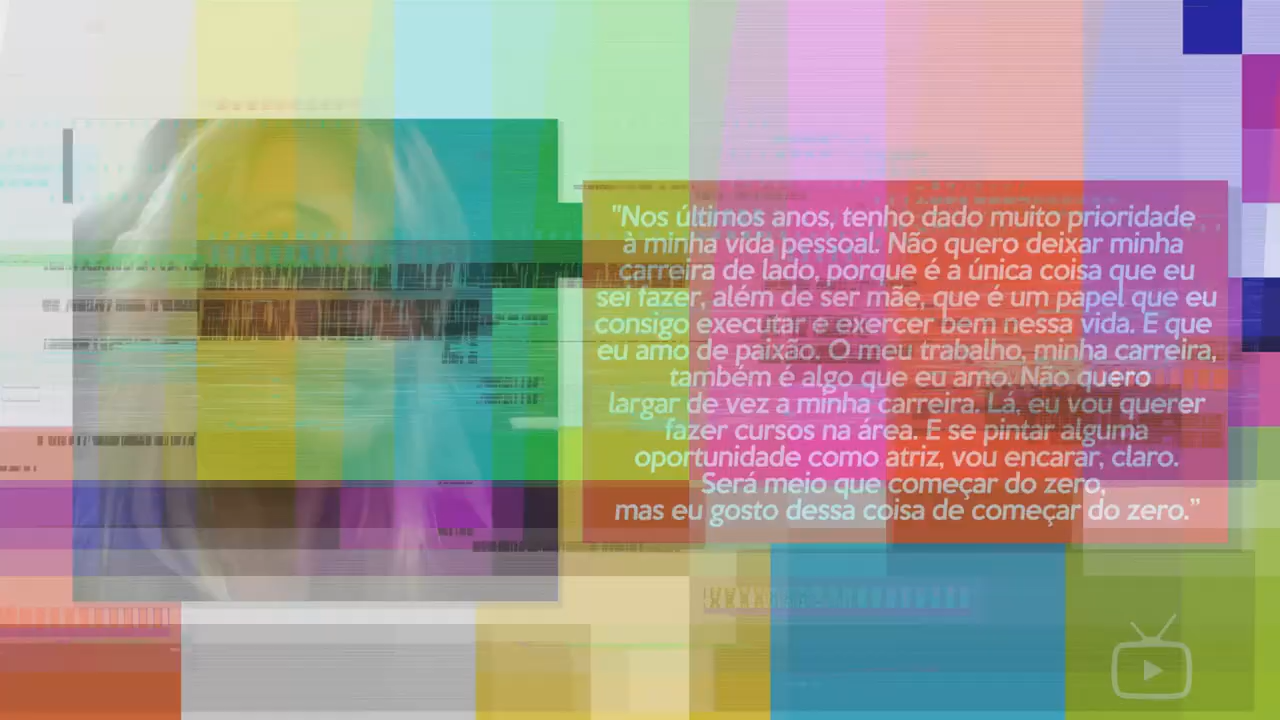 "Nos últimos anos, tenho dado muito prioridade
à minha vida pessoal. Não quero deixar minha
carreira de lado, porque é a única coisa que eu
sei fazer, além de ser mãe, que é um papel que eu
consigo executar e exercer bem nessa vida. E que
eu amo de paixão. O meu trabalho, minha carreira,
também é algo que eu amo. Não quero
largar de vez a minha carreira. Lá, eu vou querer
fazer cursos na área. E se pintar alguma
oportunidade como atriz, vou encarar, claro.
Será meio que começar do zero,
mas eu gosto dessa coisa de começar do zero.”